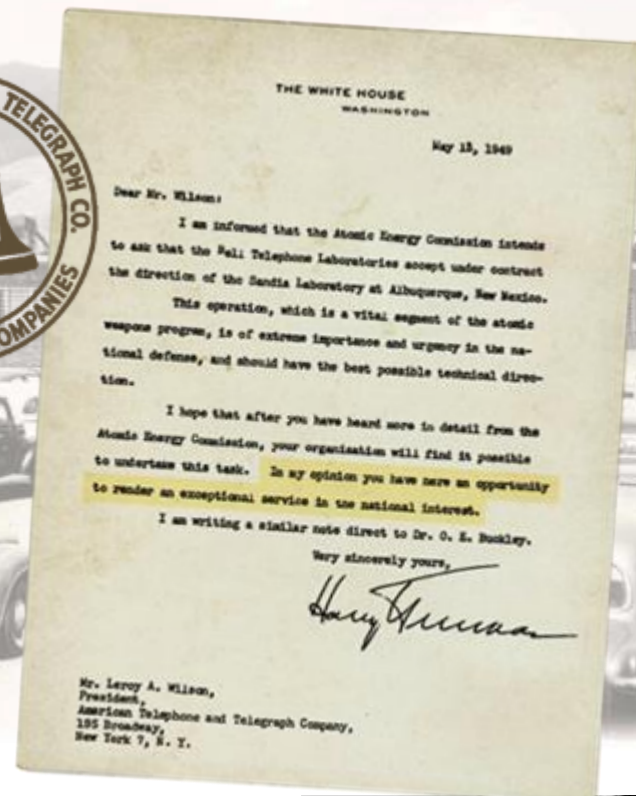 TELEGRAPH CO.
COMPANIES
THE WHITE HOUSE
WASHINGTON
May 13, 1949
Dear Mr. Wilson:
I am informed that the Atomic Energy Commission intends
to ask that the Bell Telephone Laboratories accept under contract
the direction of the Sandia Laboratory at Albuquerque, New Mexico.
This operation, which is a vital segment of the atomic
weapons program, is of extreme importance and urgency in the na-
tional defense, and should have the best possible technical direc-
tion.
I hope that after you have heard more in detail from the
Atomic Energy Commission, your organization will find it possible
to undertake this task. In my opinion you have here an opportunity
to render an exceptional service in the national interest.
I am writing a similar note direct to Dr. O. E. Buckley.
Very sincerely yours,
Harry Truman
Mr. Leroy A. Wilson,
President,
American Telephone and Telegraph Company,
195 Broadway,
New York 7, N. Y.